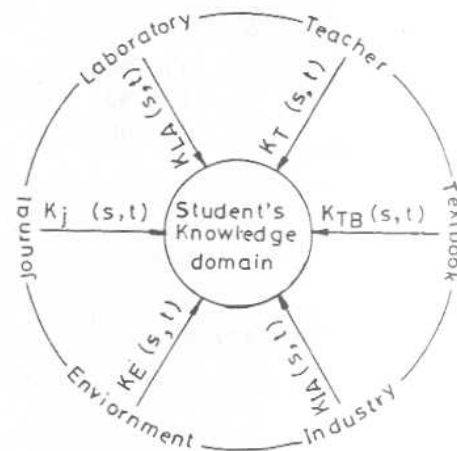 Laboratory
Teacher
KLA (s,t)
KT (s,t)
Journal
Kj (s,t)
Student's
Knowledge
domain
KTB (s,t)
Textbook
KE (s,t)
KIA (s,t)
Enviornment
Industry